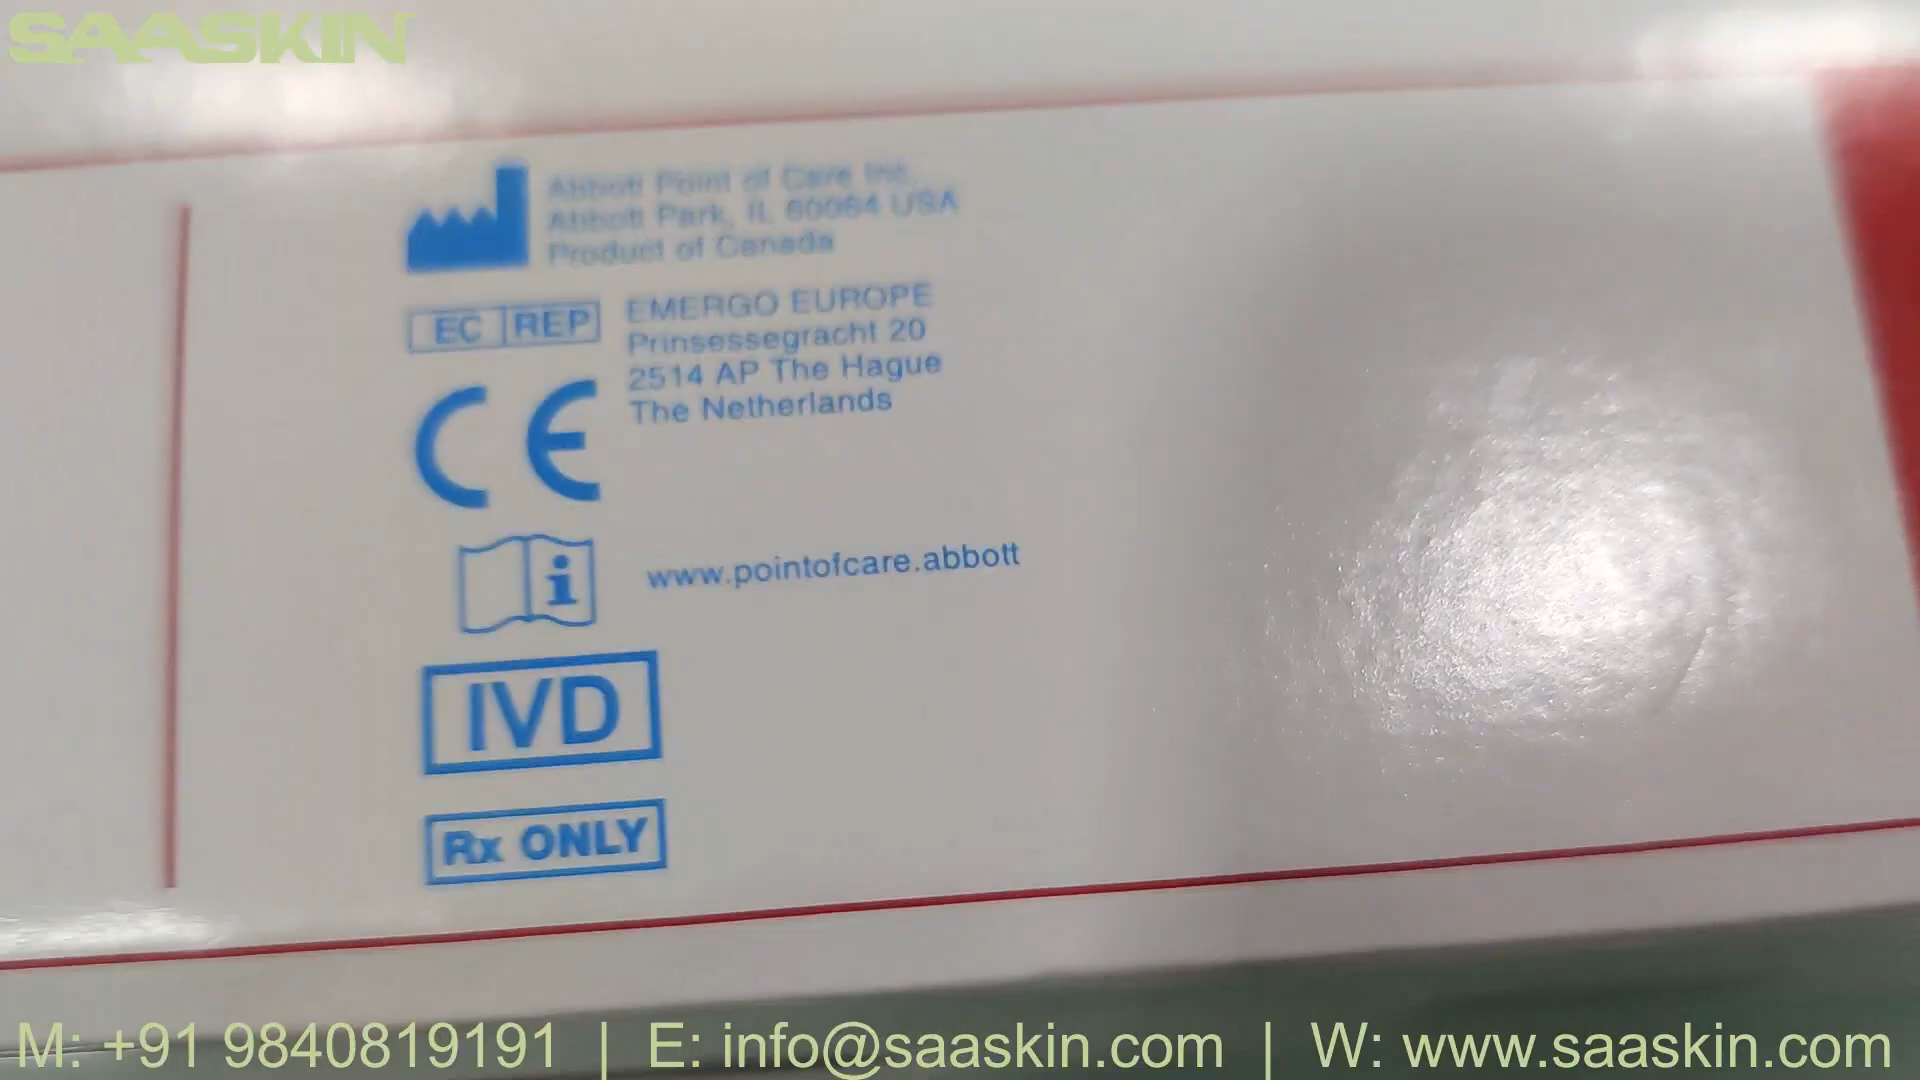 SAASKIN
Abbott Point of Care Inc.
Abbott Park, IL 60064 USA
Product of Canada
EC REP
EMERGO EUROPE
Prinsessegracht 20
2514 AP The Hague
The Netherlands
CE
i
www.pointofcare.abbott
IVD
Rx ONLY
M: +91 9840819191 | E: info@saaskin.com | W: www.saaskin.com